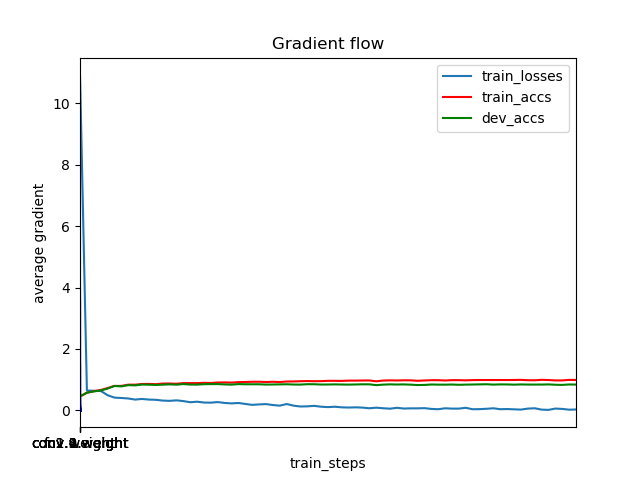 Gradient flow
train_losses
train_accs
dev_accs
average gradient
10
8
6
4
2
0
train_steps